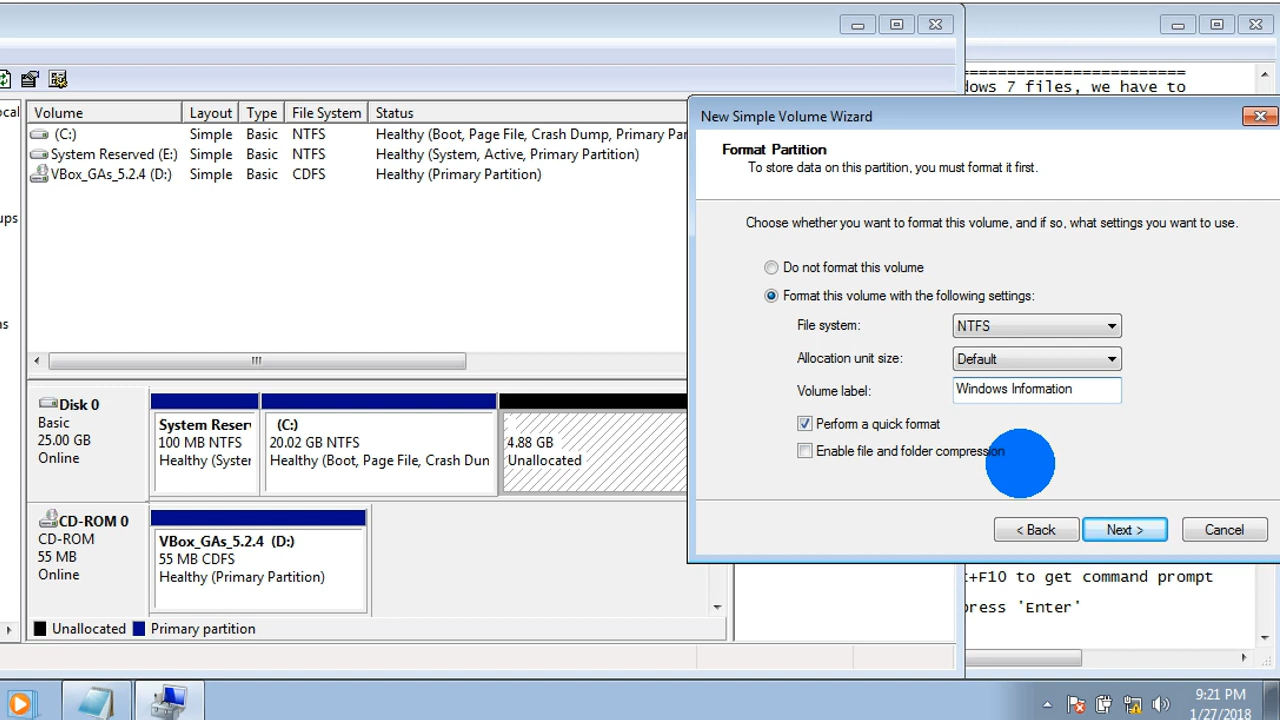 =========================
dows 7 files, we have to
ocal
Volume Layout Type File System Status
(C:) Simple Basic NTFS Healthy (Boot, Page File, Crash Dump, Primary Par
System Reserved (E:) Simple Basic NTFS Healthy (System, Active, Primary Partition)
VBox_GAs_5.2.4 (D:) Simple Basic CDFS Healthy (Primary Partition)
ups
ns
New Simple Volume Wizard
Format Partition
To store data on this partition, you must format it first.
Choose whether you want to format this volume, and if so, what settings you want to use.
Do not format this volume
Format this volume with the following settings:
File system: NTFS
Allocation unit size: Default
Volume label: Windows Information
Perform a quick format
Enable file and folder compression
< Back Next > Cancel
Disk 0
Basic
25.00 GB
Online
System Reser
100 MB NTFS
Healthy (Syste
(C:)
20.02 GB NTFS
Healthy (Boot, Page File, Crash Dun
4.88 GB
Unallocated
CD-ROM 0
CD-ROM
55 MB
Online
VBox_GAs_5.2.4 (D:)
55 MB CDFS
Healthy (Primary Partition)
Unallocated Primary partition
t+F10 to get command prompt
press 'Enter'
9:21 PM
1/27/2018